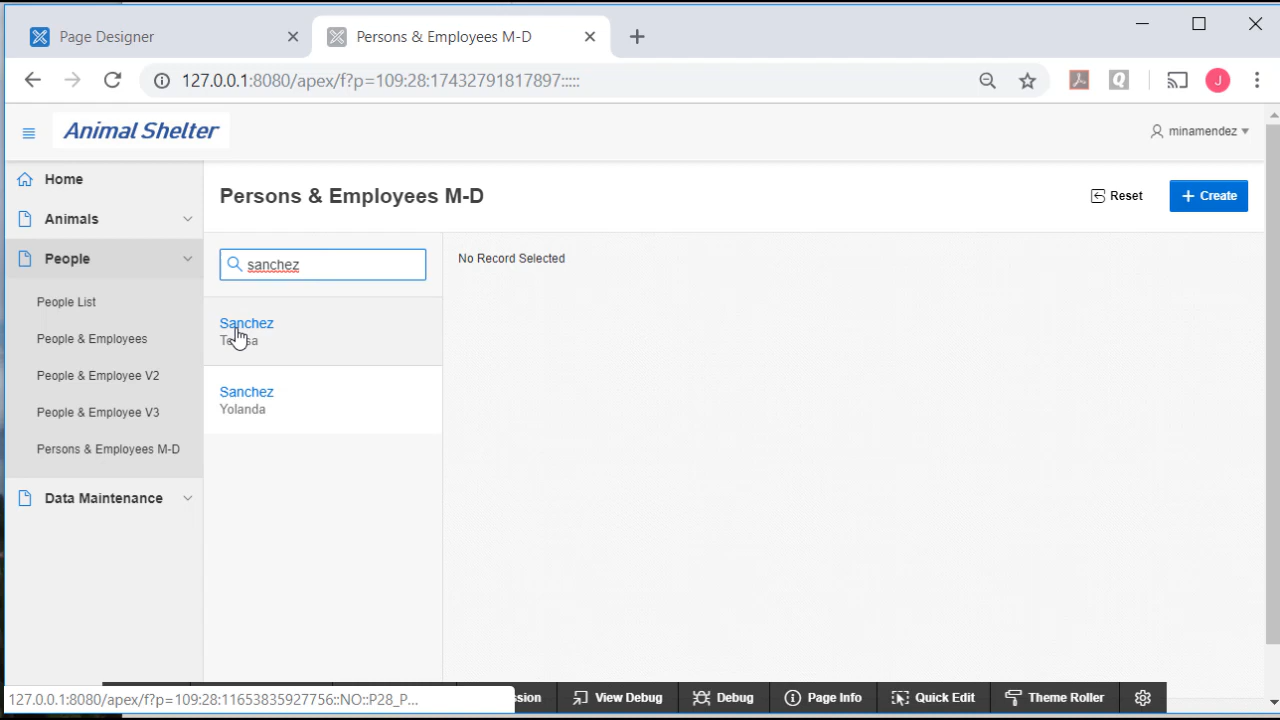 Page Designer
Persons & Employees M-D
127.0.0.1:8080/apex/f?p=109:28:17432791817897:::::
J
Animal Shelter
minamendez
Home
Animals
People
People List
People & Employees
People & Employee V2
People & Employee V3
Persons & Employees M-D
Data Maintenance
Persons & Employees M-D
Reset
Create
sanchez
No Record Selected
Sanchez
Sanchez
Yolanda
127.0.0.1:8080/apex/f?p=109:28:11653835927756::NO::P28_P...
View Debug
Debug
Page Info
Quick Edit
Theme Roller